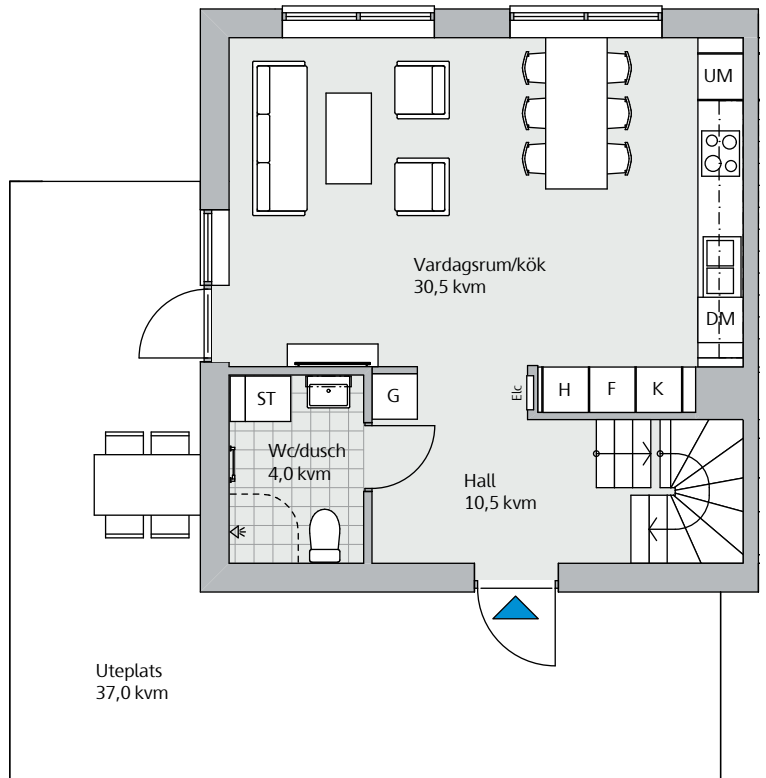 UM
Vardagsrum/kök
30,5 kvm
DM
Elc
H
F
K
ST
G
Wc/dusch
4,0 kvm
Hall
10,5 kvm
Uteplats
37,0 kvm